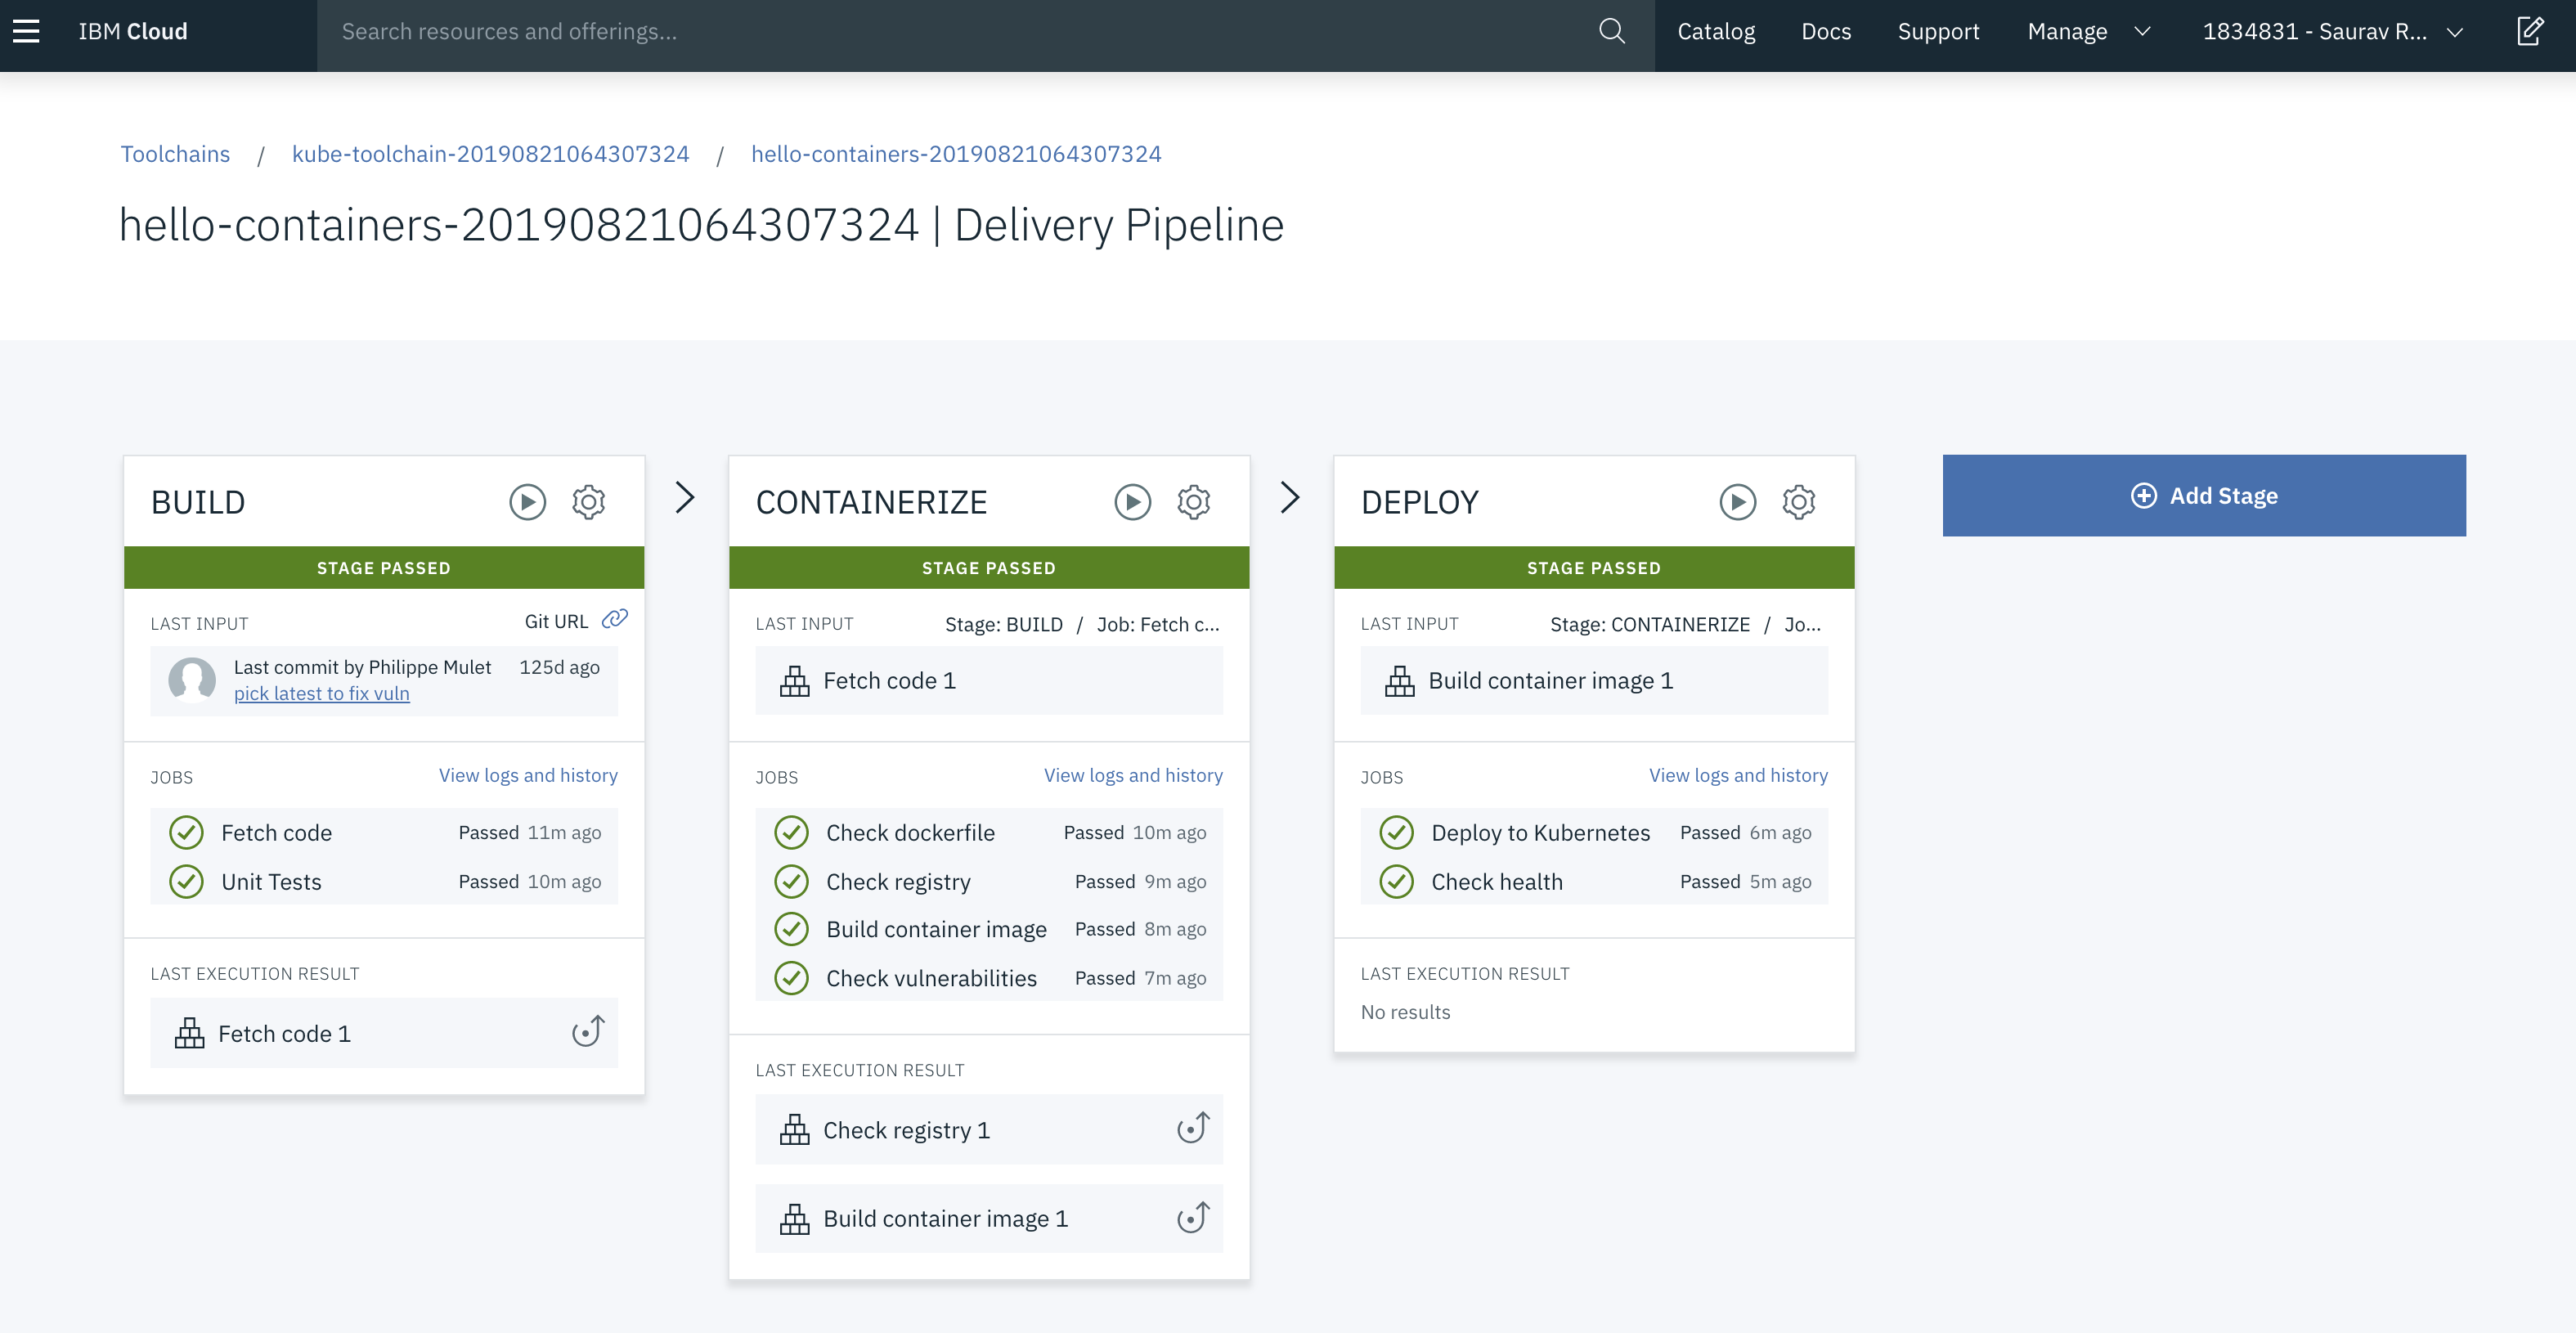 IBM Cloud
Search resources and offerings...
Catalog
Docs
Support
Manage
1834831 - Saurav R...
Toolchains / kube-toolchain-20190821064307324 / hello-containers-20190821064307324
hello-containers-20190821064307324 | Delivery Pipeline
BUILD
STAGE PASSED
LAST INPUT
Git URL
Last commit by Philippe Mulet 125d ago
pick latest to fix vuln
JOBS
View logs and history
Fetch code Passed 11m ago
Unit Tests Passed 10m ago
LAST EXECUTION RESULT
Fetch code 1
CONTAINERIZE
STAGE PASSED
LAST INPUT
Stage: BUILD / Job: Fetch c...
Fetch code 1
JOBS
View logs and history
Check dockerfile Passed 10m ago
Check registry Passed 9m ago
Build container image Passed 8m ago
Check vulnerabilities Passed 7m ago
LAST EXECUTION RESULT
Check registry 1
Build container image 1
DEPLOY
STAGE PASSED
LAST INPUT
Stage: CONTAINERIZE / Jo...
Build container image 1
JOBS
View logs and history
Deploy to Kubernetes Passed 6m ago
Check health Passed 5m ago
LAST EXECUTION RESULT
No results
Add Stage